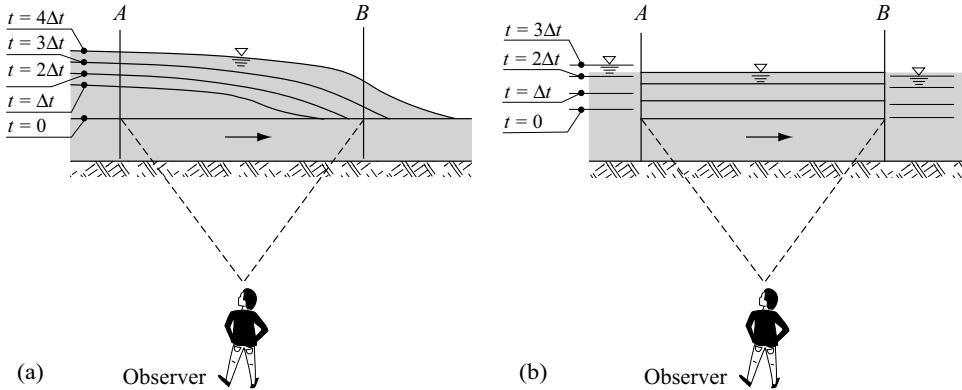 t = 4Δt
A
B
t = 3Δt
t = 2Δt
t = Δt
t = 0
(a)
Observer
A
B
t = 3Δt
t = 2Δt
t = Δt
t = 0
(b)
Observer